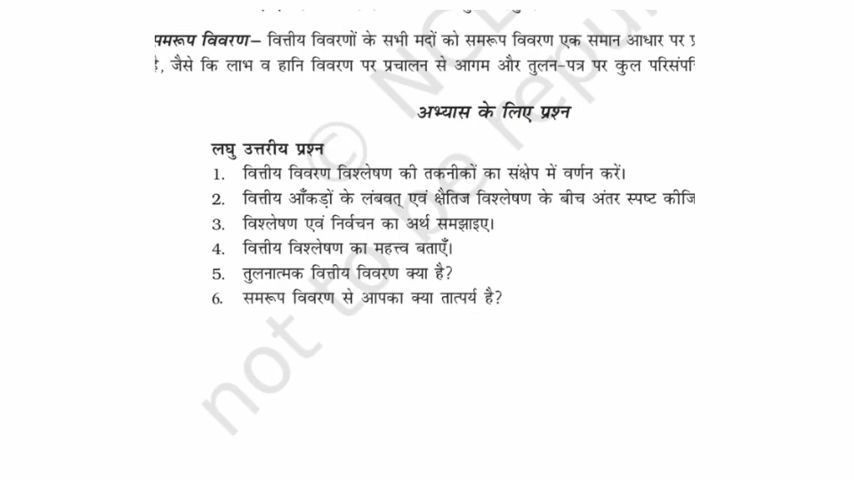 समरूप विवरण– वित्तीय विवरणों के सभी मदों को समरूप विवरण एक समान आधार पर
है, जैसे कि लाभ व हानि विवरण पर प्रचालन से आगम और तुलन-पत्र पर कुल
अभ्यास के लिए प्रश्न
लघु उत्तरीय प्रश्न
1. वित्तीय विवरण विश्लेषण की तकनीकों का संक्षेप में वर्णन करें।
2. वित्तीय आँकड़ों के लंबवत् एवं क्षैतिज विश्लेषण के बीच अंतर स्पष्ट
3. विश्लेषण एवं निर्वचन का अर्थ समझाइए।
4. वित्तीय विश्लेषण का महत्त्व बताएँ।
5. तुलनात्मक वित्तीय विवरण क्या है?
6. समरूप विवरण से आपका क्या तात्पर्य है?
not to be